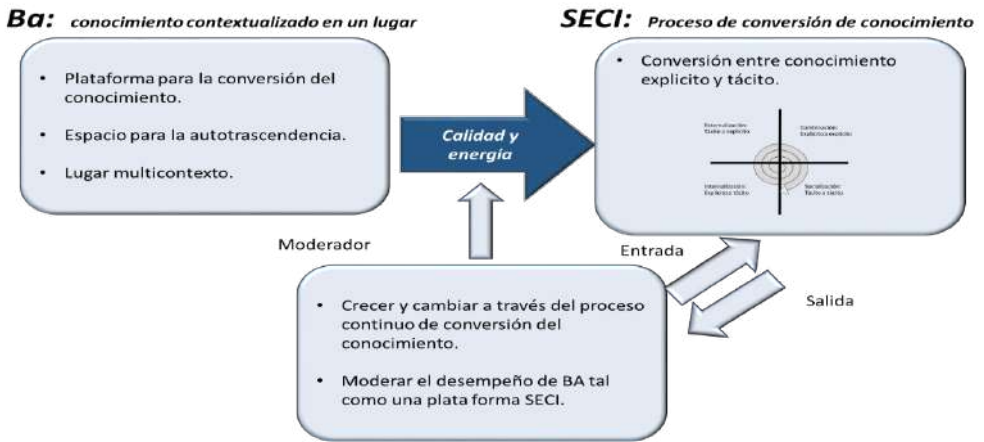 Ba: conocimiento contextualizado en un lugar
• Plataforma para la conversión del
conocimiento.
• Espacio para la autotrascendencia.
• Lugar multicontexto.
Calidad y
energía
SECI: Proceso de conversión de conocimiento
• Conversión entre conocimiento
explicito y tácito.
Moderador
Entrada
Salida
• Crecer y cambiar a través del proceso
continuo de conversión del
conocimiento.
• Moderar el desempeño de BA tal
como una plata forma SECI.